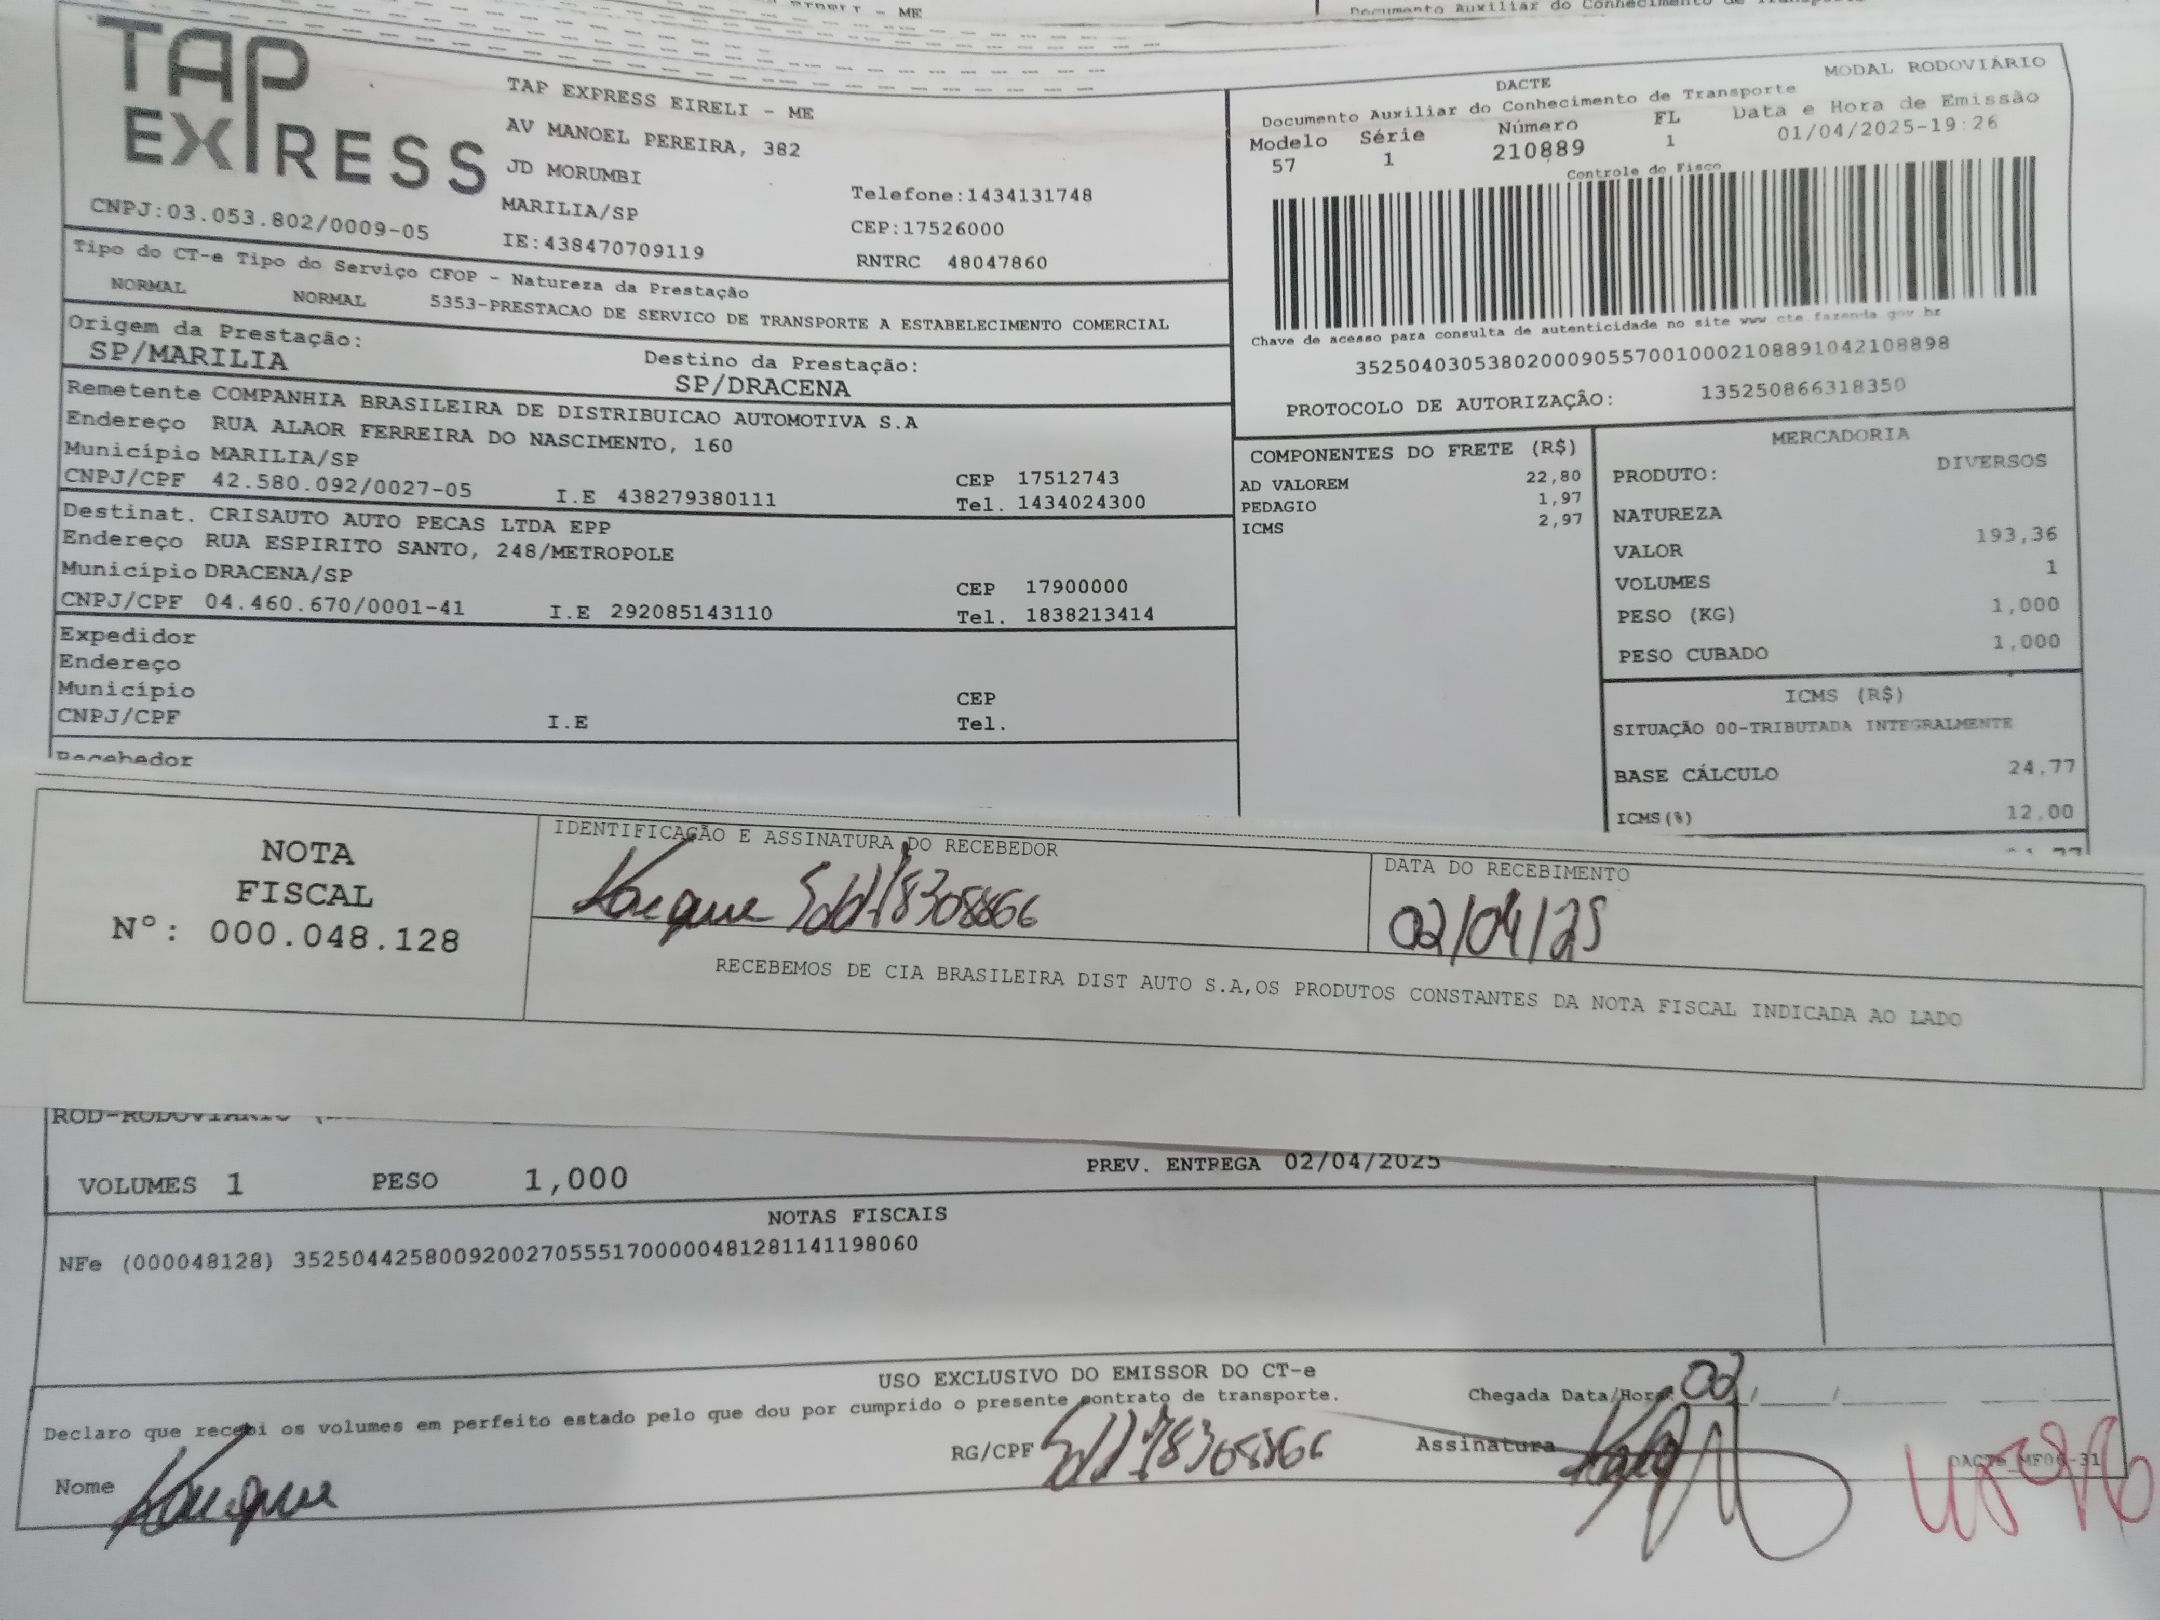 TAP
EXPRESS
CNPJ:03.053.802/0009-05
TAP EXPRESS EIRELI - ME
AV MANOEL PEREIRA, 382
JD MORUMBI
MARILIA/SP
IE:438470709119
Telefone:1434131748
CEP:17526000
RNTRC 48047860
DACTE
MODAL RODOVIÁRIO
Documento Auxiliar do Conhecimento de Transporte
Modelo Série Número FL Data e Hora de Emissão
57 1 210889 1 01/04/2025-19:26
Controle do Fisco
Chave de acesso para consulta de autenticidade no site www.cte.fazenda.gov.br
35250403053802000905570010002108891042108898
PROTOCOLO DE AUTORIZAÇÃO: 135250866318350
Tipo do CT-e Tipo do Serviço CFOP - Natureza da Prestação
NORMAL NORMAL 5353-PRESTACAO DE SERVICO DE TRANSPORTE A ESTABELECIMENTO COMERCIAL
Origem da Prestação: Destino da Prestação:
SP/MARILIA SP/DRACENA
Remetente COMPANHIA BRASILEIRA DE DISTRIBUICAO AUTOMOTIVA S.A
Endereço RUA ALAOR FERREIRA DO NASCIMENTO, 160
Município MARILIA/SP CEP 17512743
CNPJ/CPF 42.580.092/0027-05 I.E 438279380111 Tel. 1434024300
Destinat. CRISAUTO AUTO PECAS LTDA EPP
Endereço RUA ESPIRITO SANTO, 248/METROPOLE
Município DRACENA/SP CEP 17900000
CNPJ/CPF 04.460.670/0001-41 I.E 292085143110 Tel. 1838213414
Expedidor
Endereço
Município CEP
CNPJ/CPF I.E Tel.
Recebedor
COMPONENTES DO FRETE (R$)
AD VALOREM 22,80
PEDAGIO 1,97
ICMS 2,97
MERCADORIA
PRODUTO: DIVERSOS
NATUREZA
VALOR 193,36
VOLUMES 1
PESO (KG) 1,000
PESO CUBADO 1,000
ICMS (R$)
SITUAÇÃO 00-TRIBUTADA INTEGRALMENTE
BASE CÁLCULO 24,77
ICMS(%) 12,00
NOTA
FISCAL
Nº: 000.048.128
IDENTIFICAÇÃO E ASSINATURA DO RECEBEDOR
Kaique 18308866
DATA DO RECEBIMENTO
02/04/25
RECEBEMOS DE CIA BRASILEIRA DIST AUTO S.A,OS PRODUTOS CONSTANTES DA NOTA FISCAL INDICADA AO LADO
ROD-RODOVIÁRIO
VOLUMES 1 PESO 1,000 PREV. ENTREGA 02/04/2025
NOTAS FISCAIS
NFe (000048128) 35250442580092002705551700000481281141198060
USO EXCLUSIVO DO EMISSOR DO CT-e
Declaro que recebi os volumes em perfeito estado pelo que dou por cumprido o presente contrato de transporte.
Chegada Data/Hora 02/ /
Nome Kaique RG/CPF 18308866 Assinatura